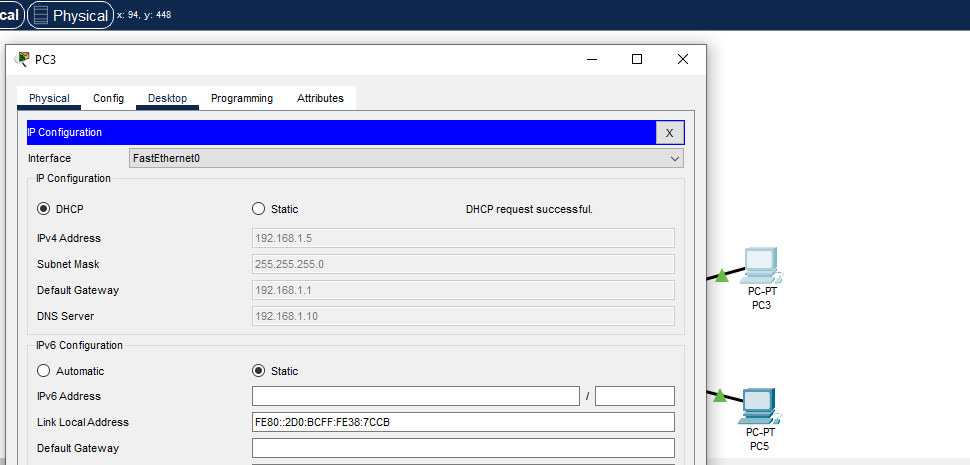 cal Physical x: 94, y: 448
PC3
Physical Config Desktop Programming Attributes
IP Configuration X
Interface FastEthernet0
IP Configuration
DHCP Static DHCP request successful.
IPv4 Address 192.168.1.5
Subnet Mask 255.255.255.0
Default Gateway 192.168.1.1
DNS Server 192.168.1.10
IPv6 Configuration
Automatic Static
IPv6 Address /
Link Local Address FE80::2D0:BCFF:FE38:7CCB
Default Gateway
PC-PT
PC3
PC-PT
PC5